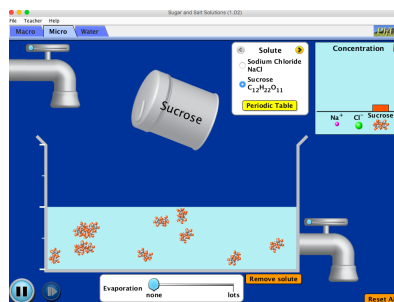 Sugar and Salt Solutions (1.02)
File Teacher Help
Macro Micro Water
Solute
Sodium Chloride
NaCl
Sucrose
C12H22O11
Periodic Table
Concentration
Na+ Cl- Sucrose
Sucrose
Remove solute
Evaporation
none lots